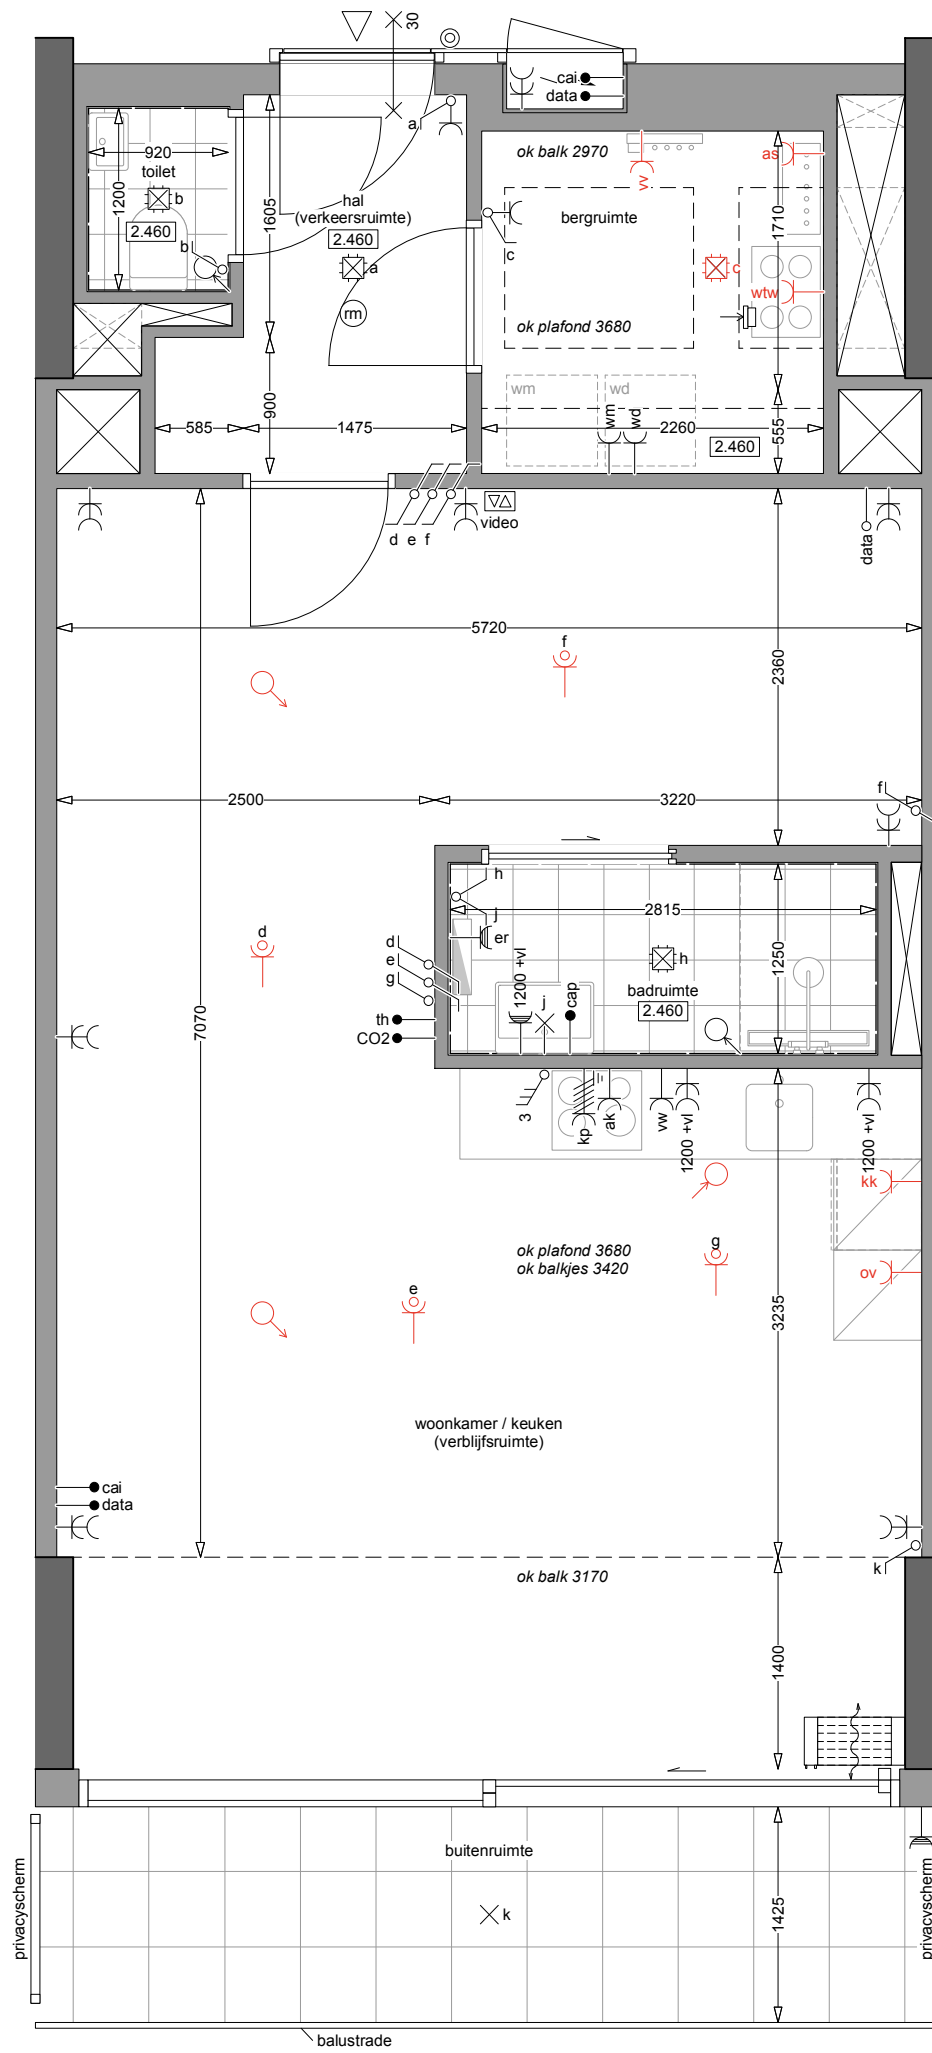 30
cai
data
a
ok balk 2970
vv
as
920
toilet
1200
b
2.460
b
1605
hal
(verkeersruimte)
2.460
a
rm
c
bergruimte
1710
c
wtw
ok plafond 3680
wm
wd
wm
wd
900
585
1475
2260
2.460
555
d e f
video
data
5720
f
2360
2500
3220
f
h
j
er
2815
1250
d
e
g
d
th
CO2
1200 +vl
j
cap
h
badruimte
2.460
7070
3
kp
ak
vw
1200 +vl
1200 +vl
kk
ok plafond 3680
ok balkjes 3420
g
ov
e
3235
woonkamer / keuken
(verblijfsruimte)
cai
data
k
ok balk 3170
1400
buitenruimte
k
1425
privacyscherm
privacyscherm
balustrade